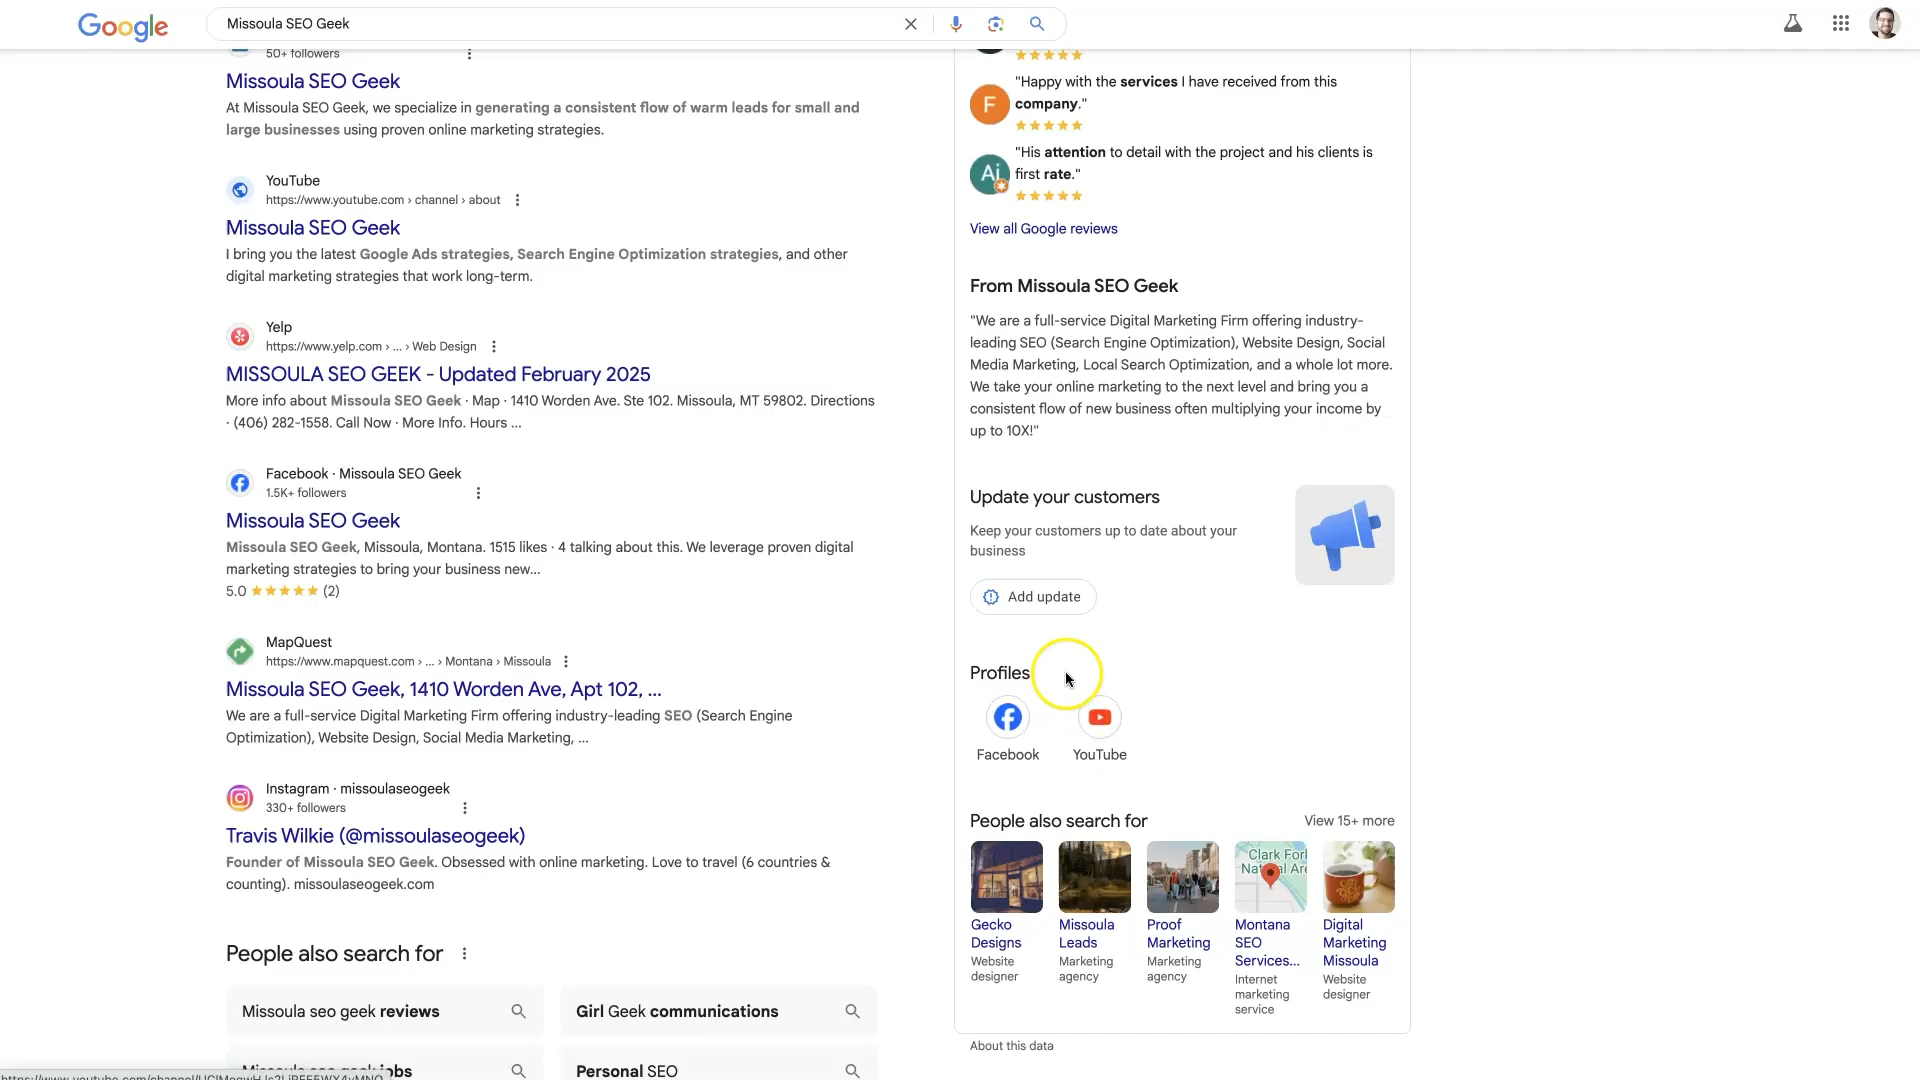 Google
Missoula SEO Geek
50+ followers
Missoula SEO Geek
At Missoula SEO Geek, we specialize in generating a consistent flow of warm leads for small and
large businesses using proven online marketing strategies.
YouTube
https://www.youtube.com › channel › about
Missoula SEO Geek
I bring you the latest Google Ads strategies, Search Engine Optimization strategies, and other
digital marketing strategies that work long-term.
Yelp
https://www.yelp.com › ... › Web Design
MISSOULA SEO GEEK - Updated February 2025
More info about Missoula SEO Geek · Map · 1410 Worden Ave. Ste 102. Missoula, MT 59802. Directions
· (406) 282-1558. Call Now · More Info. Hours ...
Facebook · Missoula SEO Geek
1.5K+ followers
Missoula SEO Geek
Missoula SEO Geek, Missoula, Montana. 1515 likes · 4 talking about this. We leverage proven digital
marketing strategies to bring your business new...
5.0 ★★★★★ (2)
MapQuest
https://www.mapquest.com › ... › Montana › Missoula
Missoula SEO Geek, 1410 Worden Ave, Apt 102, ...
We are a full-service Digital Marketing Firm offering industry-leading SEO (Search Engine
Optimization), Website Design, Social Media Marketing, ...
Instagram · missoulaseogeek
330+ followers
Travis Wilkie (@missoulaseogeek)
Founder of Missoula SEO Geek. Obsessed with online marketing. Love to travel (6 countries &
counting). missoulaseogeek.com
People also search for
Missoula seo geek reviews
Girl Geek communications
Missoula seo geek jobs
Personal SEO
"Happy with the services I have received from this
company."
F
"His attention to detail with the project and his clients is
first rate."
Ai
View all Google reviews
From Missoula SEO Geek
"We are a full-service Digital Marketing Firm offering industry-
leading SEO (Search Engine Optimization), Website Design, Social
Media Marketing, Local Search Optimization, and a whole lot more.
We take your online marketing to the next level and bring you a
consistent flow of new business often multiplying your income by
up to 10X!"
Update your customers
Keep your customers up to date about your
business
Add update
Profiles
Facebook
YouTube
People also search for
View 15+ more
Clark For
Gecko
Designs
Website
designer
Missoula
Leads
Marketing
agency
Proof
Marketing
Marketing
agency
Montana
SEO
Services...
Internet
marketing
service
Digital
Marketing
Missoula
Website
designer
About this data